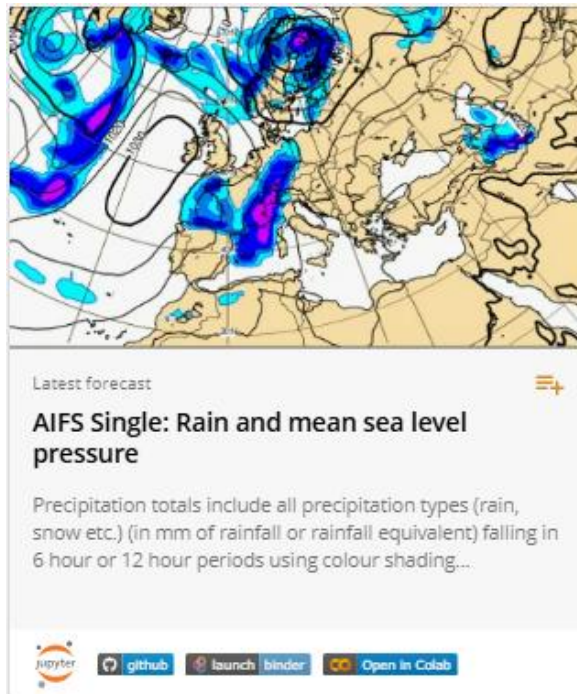 1020
1030
Latest forecast
AIFS Single: Rain and mean sea level
pressure
Precipitation totals include all precipitation types (rain,
snow etc.) (in mm of rainfall or rainfall equivalent) falling in
6 hour or 12 hour periods using colour shading...
jupyter
github
launch binder
Open in Colab